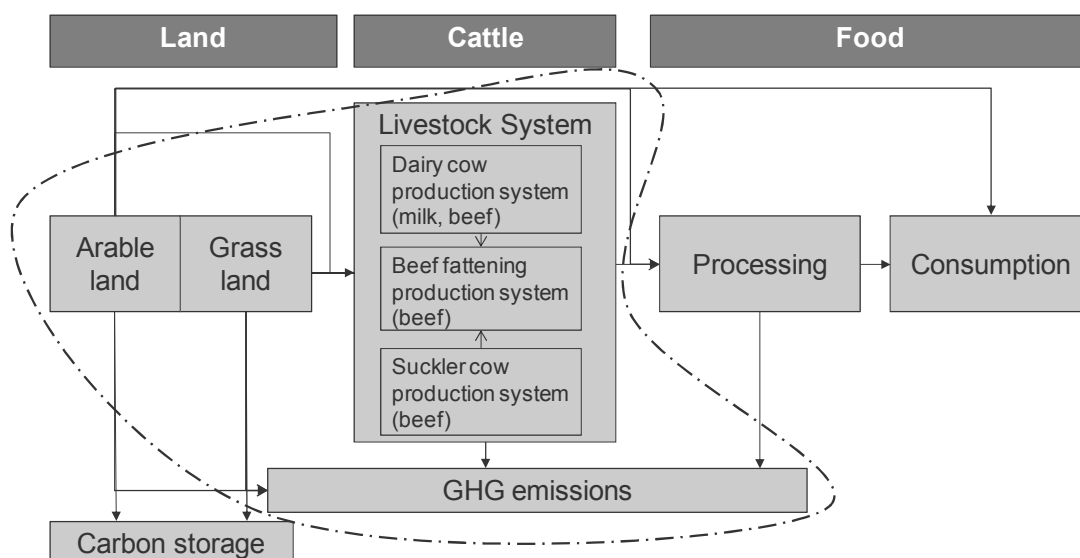 Land
Cattle
Food
Livestock System
Dairy cow
production system
(milk, beef)
Arable
land
Grass
land
Beef fattening
production system
(beef)
Processing
Consumption
Suckler cow
production system
(beef)
GHG emissions
Carbon storage